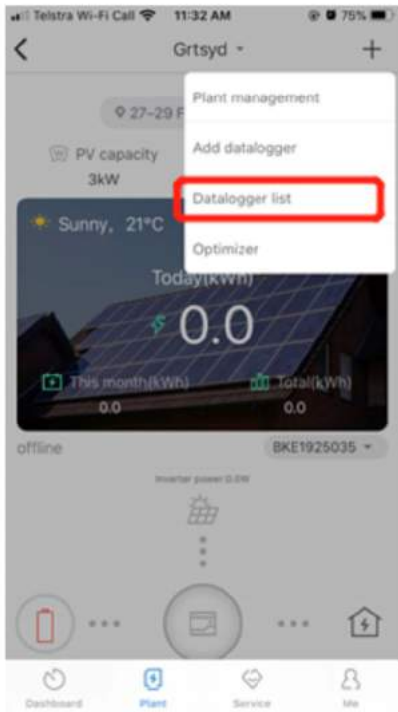 Telstra Wi-Fi Call 11:32 AM 75%
Grtsyd
Plant management
27-29 F
Add datalogger
PV capacity
3kW
Datalogger list
Sunny, 21°C
Optimizer
Today(kWh)
0.0
This month(kWh) Total(kWh)
0.0 0.0
offline BKE1925035
Inverter power 0.0W
Dashboard Plant Service Me